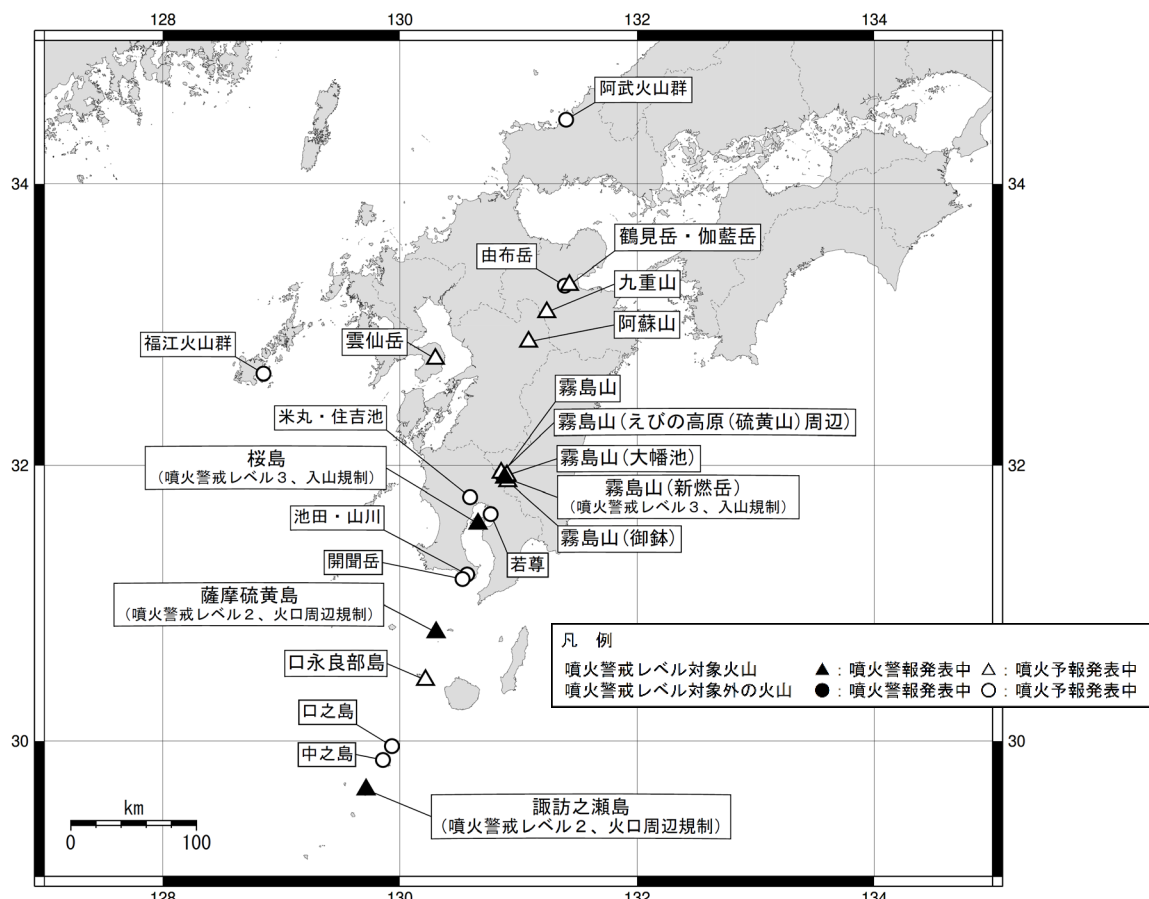 128
130
132
134
阿武火山群
34
34
鶴見岳・伽藍岳
由布岳
九重山
阿蘇山
雲仙岳
福江火山群
霧島山
米丸・住吉池
霧島山(えびの高原(硫黄山)周辺)
32
32
桜島
(噴火警戒レベル3、入山規制)
霧島山(大幡池)
霧島山(新燃岳)
(噴火警戒レベル3、入山規制)
池田・山川
霧島山(御鉢)
開聞岳
若尊
薩摩硫黄島
(噴火警戒レベル2、火口周辺規制)
口永良部島
凡 例
噴火警戒レベル対象火山 ▲:噴火警報発表中 △:噴火予報発表中
噴火警戒レベル対象外の火山 ●:噴火警報発表中 ○:噴火予報発表中
口之島
30
30
中之島
諏訪之瀬島
(噴火警戒レベル2、火口周辺規制)
km
0
100
128
130
132
134